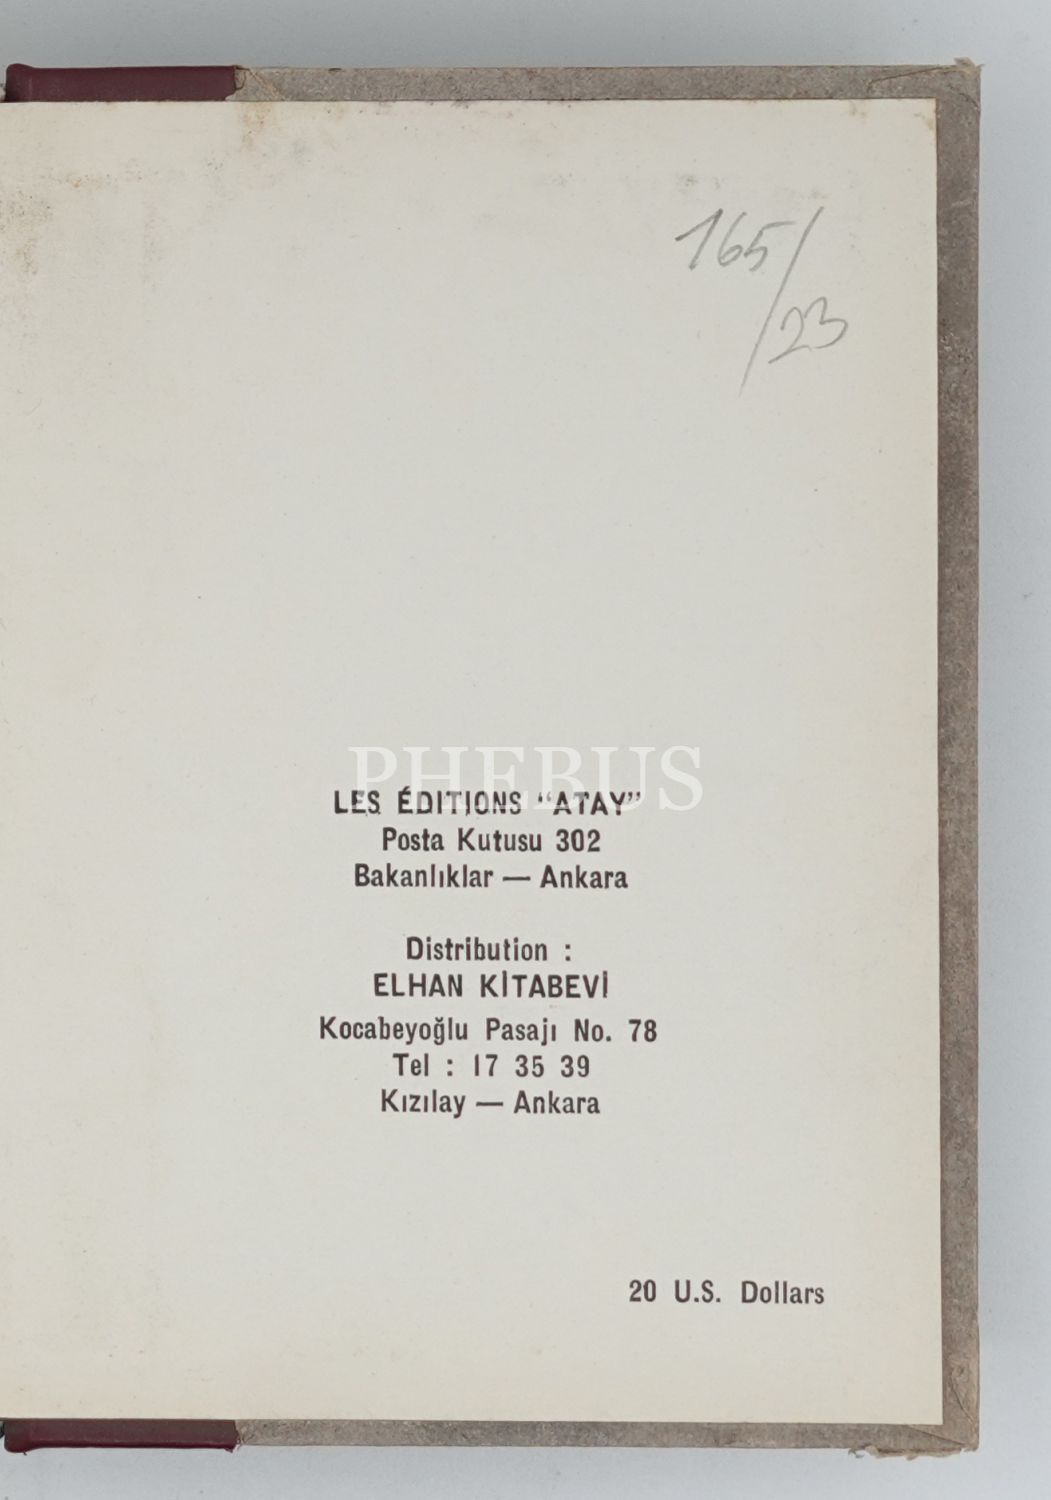 165/
23
PHEBUS
LES ÉDITIONS “ATAY”
Posta Kutusu 302
Bakanlıklar — Ankara
Distribution :
ELHAN KİTABEVİ
Kocabeyoğlu Pasajı No. 78
Tel : 17 35 39
Kızılay — Ankara
20 U.S. Dollars